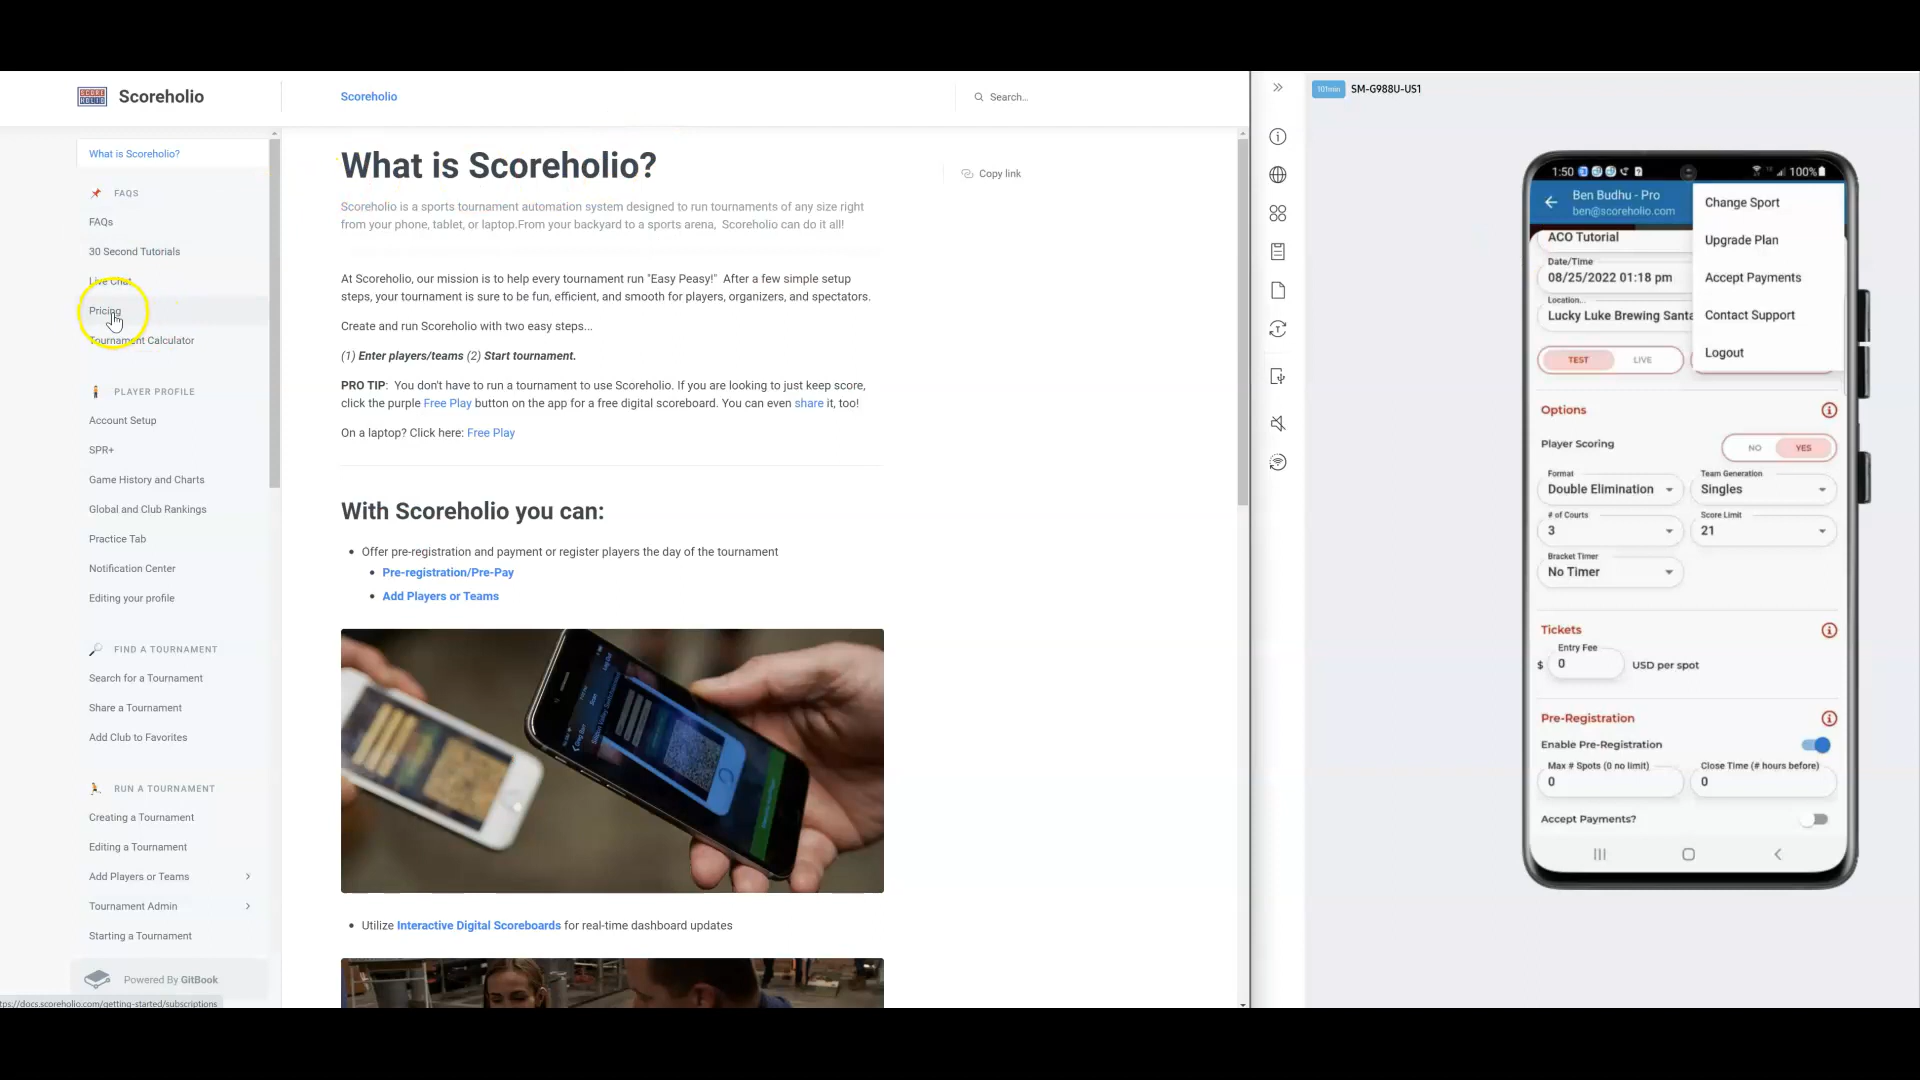 Scoreholio
Scoreholio
Search...
What is Scoreholio?
FAQS
FAQs
30 Second Tutorials
Live Chat
Pricing
Tournament Calculator
PLAYER PROFILE
Account Setup
SPR+
Game History and Charts
Global and Club Rankings
Practice Tab
Notification Center
Editing your profile
FIND A TOURNAMENT
Search for a Tournament
Share a Tournament
Add Club to Favorites
RUN A TOURNAMENT
Creating a Tournament
Editing a Tournament
Add Players or Teams
Tournament Admin
Starting a Tournament
Powered By GitBook
tps://docs.scoreholio.com/getting-started/subscriptions
What is Scoreholio?
Copy link
Scoreholio is a sports tournament automation system designed to run tournaments of any size right
from your phone, tablet, or laptop.From your backyard to a sports arena, Scoreholio can do it all!
At Scoreholio, our mission is to help every tournament run "Easy Peasy!" After a few simple setup
steps, your tournament is sure to be fun, efficient, and smooth for players, organizers, and spectators.
Create and run Scoreholio with two easy steps...
(1) Enter players/teams (2) Start tournament.
PRO TIP: You don't have to run a tournament to use Scoreholio. If you are looking to just keep score,
click the purple Free Play button on the app for a free digital scoreboard. You can even share it, too!
On a laptop? Click here: Free Play
With Scoreholio you can:
• Offer pre-registration and payment or register players the day of the tournament
• Pre-registration/Pre-Pay
• Add Players or Teams
• Utilize Interactive Digital Scoreboards for real-time dashboard updates
101ms
SM-G988U-US1
1:50
100%
Ben Budhu - Pro
ben@scoreholio.com
Change Sport
Upgrade Plan
Accept Payments
Contact Support
Logout
ACO Tutorial
Date/Time
08/25/2022 01:18 pm
Location...
Lucky Luke Brewing Santa
TEST LIVE
Options
Player Scoring
NO YES
Format
Double Elimination
Team Generation
Singles
# of Courts
3
Score Limit
21
Bracket Timer
No Timer
Tickets
Entry Fee
$ 0 USD per spot
Pre-Registration
Enable Pre-Registration
Max # Spots (0 no limit)
0
Close Time (# hours before)
0
Accept Payments?